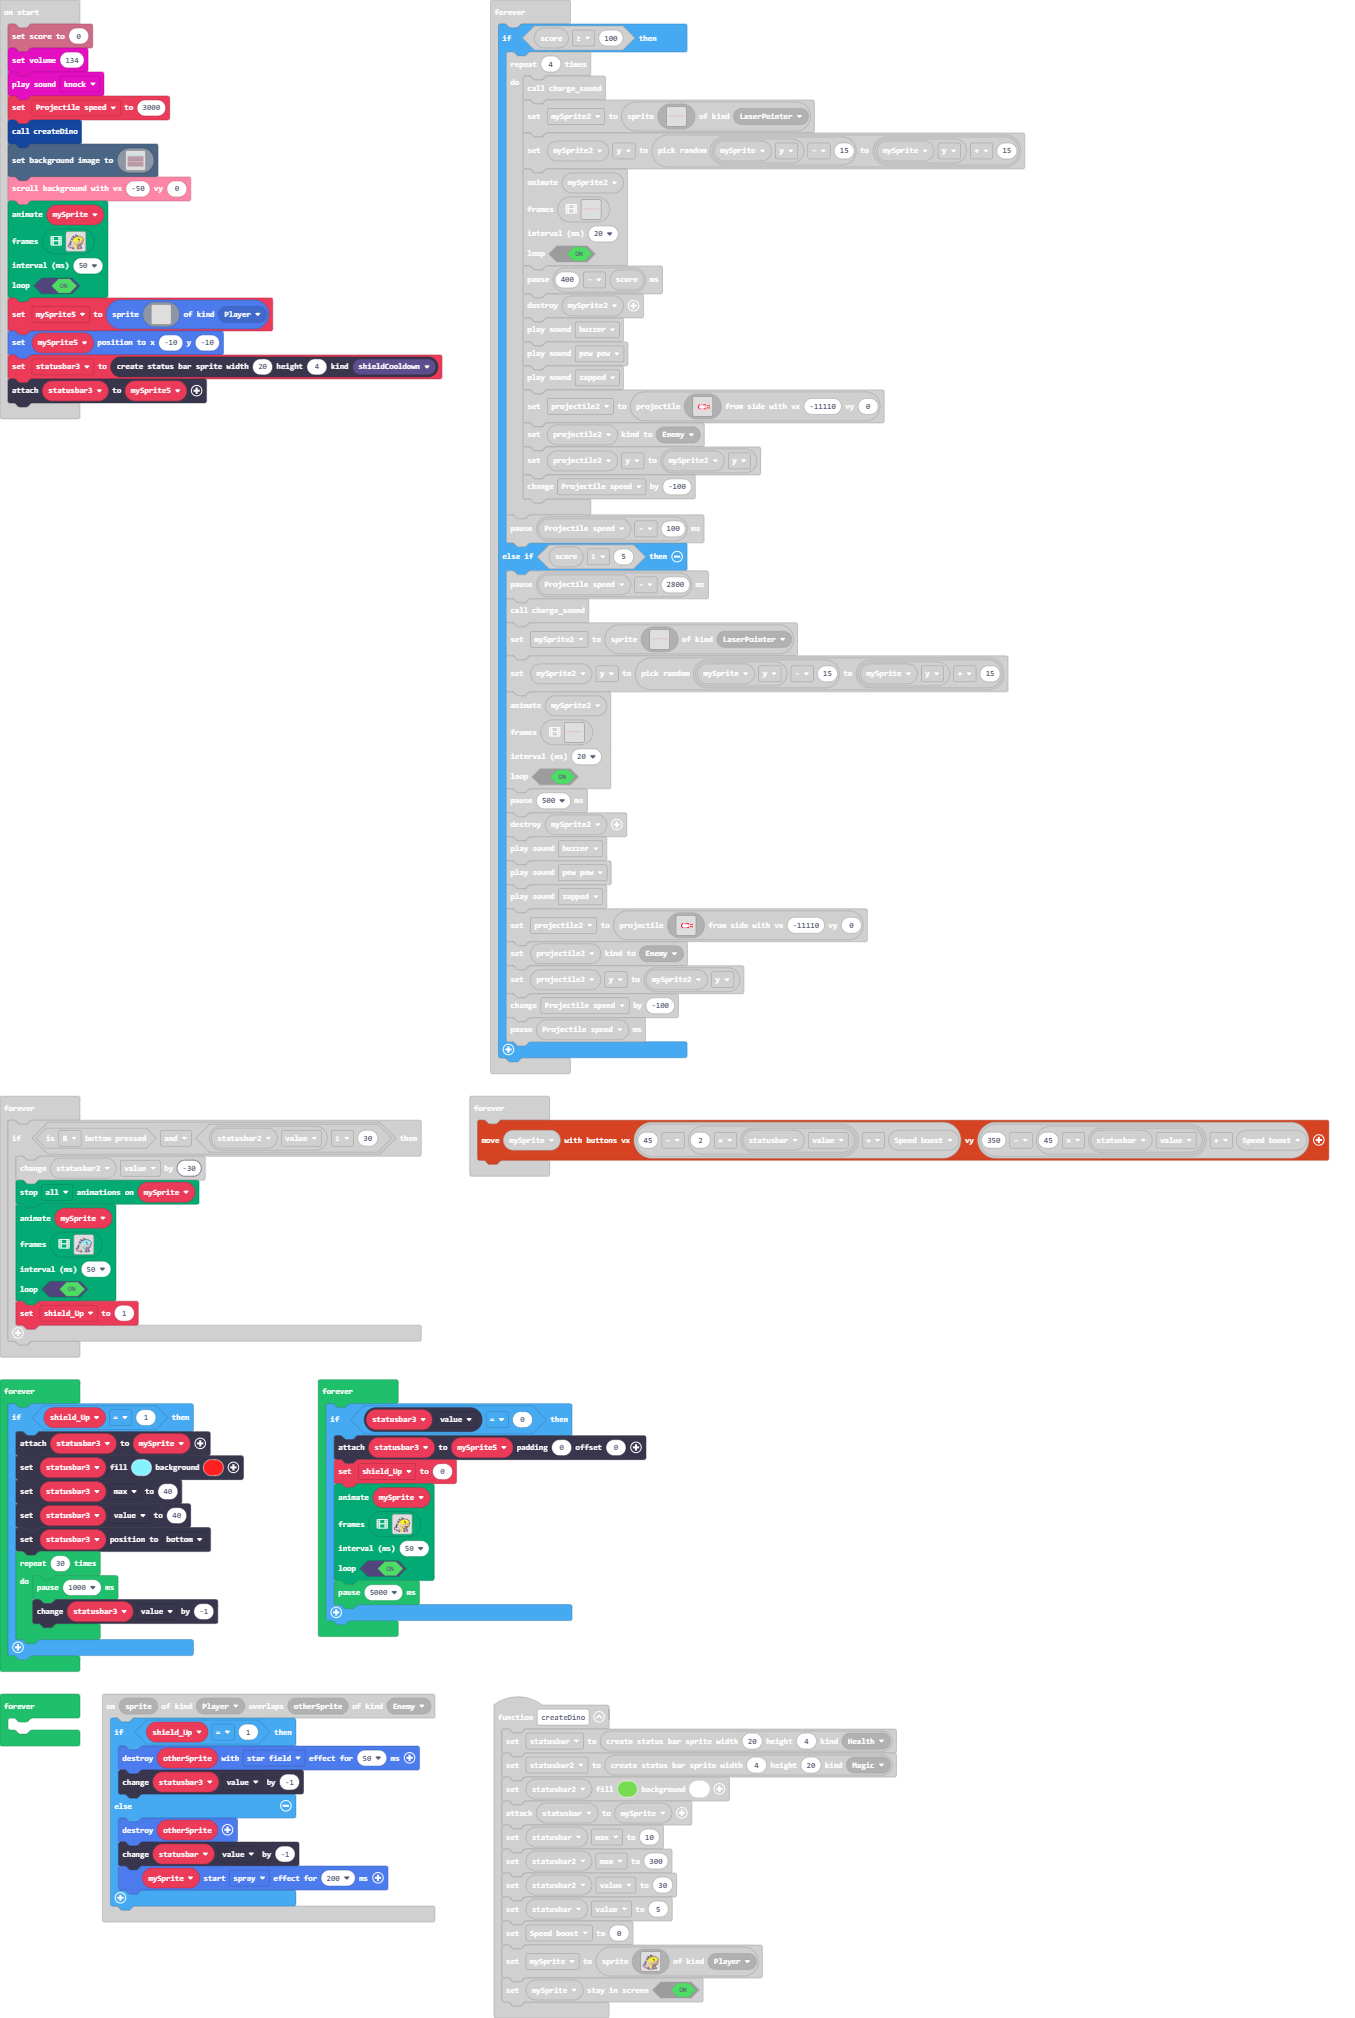 on start
set score to 0
set volume 134
play sound knock
set Projectile speed to 3000
call createDino
set background image to
scroll background with vx -50 vy 0
animate mySprite
frames
interval (ms) 50
loop ON
set mySprite5 to sprite of kind Player
set mySprite5 position to x -10 y -10
set statusbar3 to create status bar sprite width 20 height 4 kind shieldCooldown
attach statusbar3 to mySprite5
forever
if score ≥ 100 then
repeat 4 times
do
call charge_sound
set mySprite2 to sprite of kind LaserPointer
set mySprite2 y to pick random mySprite y - 15 to mySprite y + 15
animate mySprite2
frames
interval (ms) 20
loop ON
pause 400 - score ms
destroy mySprite2
play sound buzzer
play sound pew pew
play sound zapped
set projectile2 to projectile from side with vx -11110 vy 0
set projectile2 kind to Enemy
set projectile2 y to mySprite2 y
change Projectile speed by -100
pause Projectile speed - 100 ms
else if score ≥ 5 then
pause Projectile speed - 2800 ms
call charge_sound
set mySprite2 to sprite of kind LaserPointer
set mySprite2 y to pick random mySprite y - 15 to mySprite y + 15
animate mySprite2
frames
interval (ms) 20
loop ON
pause 500 ms
destroy mySprite2
play sound buzzer
play sound pew pew
play sound zapped
set projectile2 to projectile from side with vx -11110 vy 0
set projectile2 kind to Enemy
set projectile2 y to mySprite2 y
change Projectile speed by -100
pause Projectile speed ms
forever
if is B button pressed and statusbar2 value ≥ 30 then
change statusbar2 value by -30
stop all animations on mySprite
animate mySprite
frames
interval (ms) 50
loop ON
set shield_Up to 1
forever
move mySprite with buttons vx 45 - 2 × statusbar value + Speed boost vy 350 - 45 × statusbar value + Speed boost
forever
if shield_Up = 1 then
attach statusbar3 to mySprite
set statusbar3 fill background
set statusbar3 max to 40
set statusbar3 value to 40
set statusbar3 position to bottom
repeat 30 times
do
pause 1000 ms
change statusbar3 value by -1
forever
if statusbar3 value = 0 then
attach statusbar3 to mySprite5 padding 0 offset 0
set shield_Up to 0
animate mySprite
frames
interval (ms) 50
loop ON
pause 5000 ms
forever
on sprite of kind Player overlaps otherSprite of kind Enemy
if shield_Up = 1 then
destroy otherSprite with star field effect for 50 ms
change statusbar3 value by -1
else
destroy otherSprite
change statusbar value by -1
mySprite start spray effect for 200 ms
function createDino
set statusbar to create status bar sprite width 20 height 4 kind Health
set statusbar2 to create status bar sprite width 4 height 20 kind Magic
set statusbar2 fill background
attach statusbar to mySprite
set statusbar max to 10
set statusbar2 max to 300
set statusbar2 value to 30
set statusbar value to 5
set Speed boost to 0
set mySprite to sprite of kind Player
set mySprite stay in screen ON